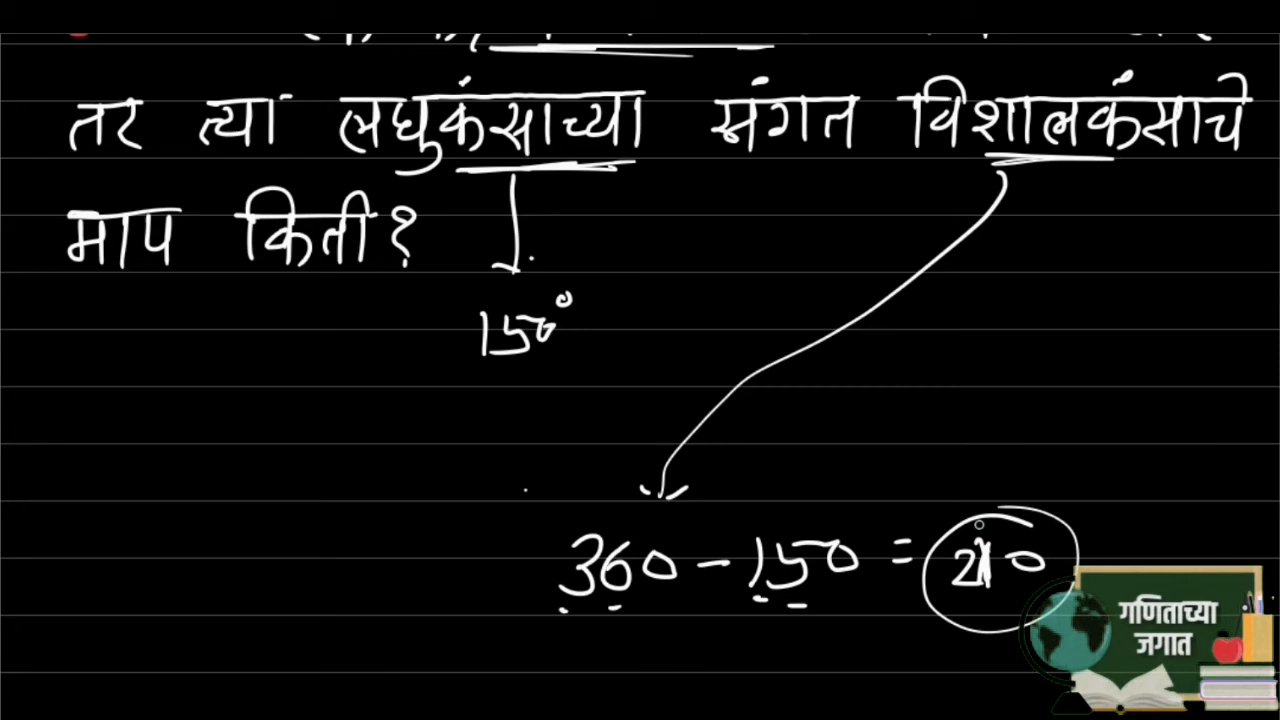 तर त्या लघुकंसाच्या संगत विशालकंसाचे
माप किती?
150°
360 - 150 = 210
गणिताच्या
जगात